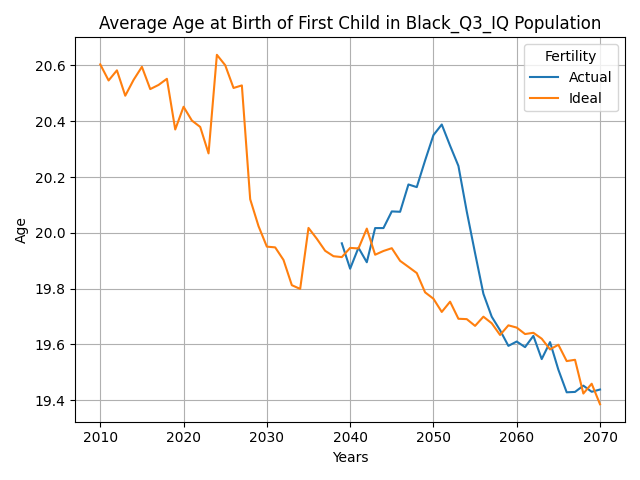 Average Age at Birth of First Child in Black_Q3_IQ Population
Fertility
Actual
Ideal
Age
20.6
20.4
20.2
20.0
19.8
19.6
19.4
2010 2020 2030 2040 2050 2060 2070
Years